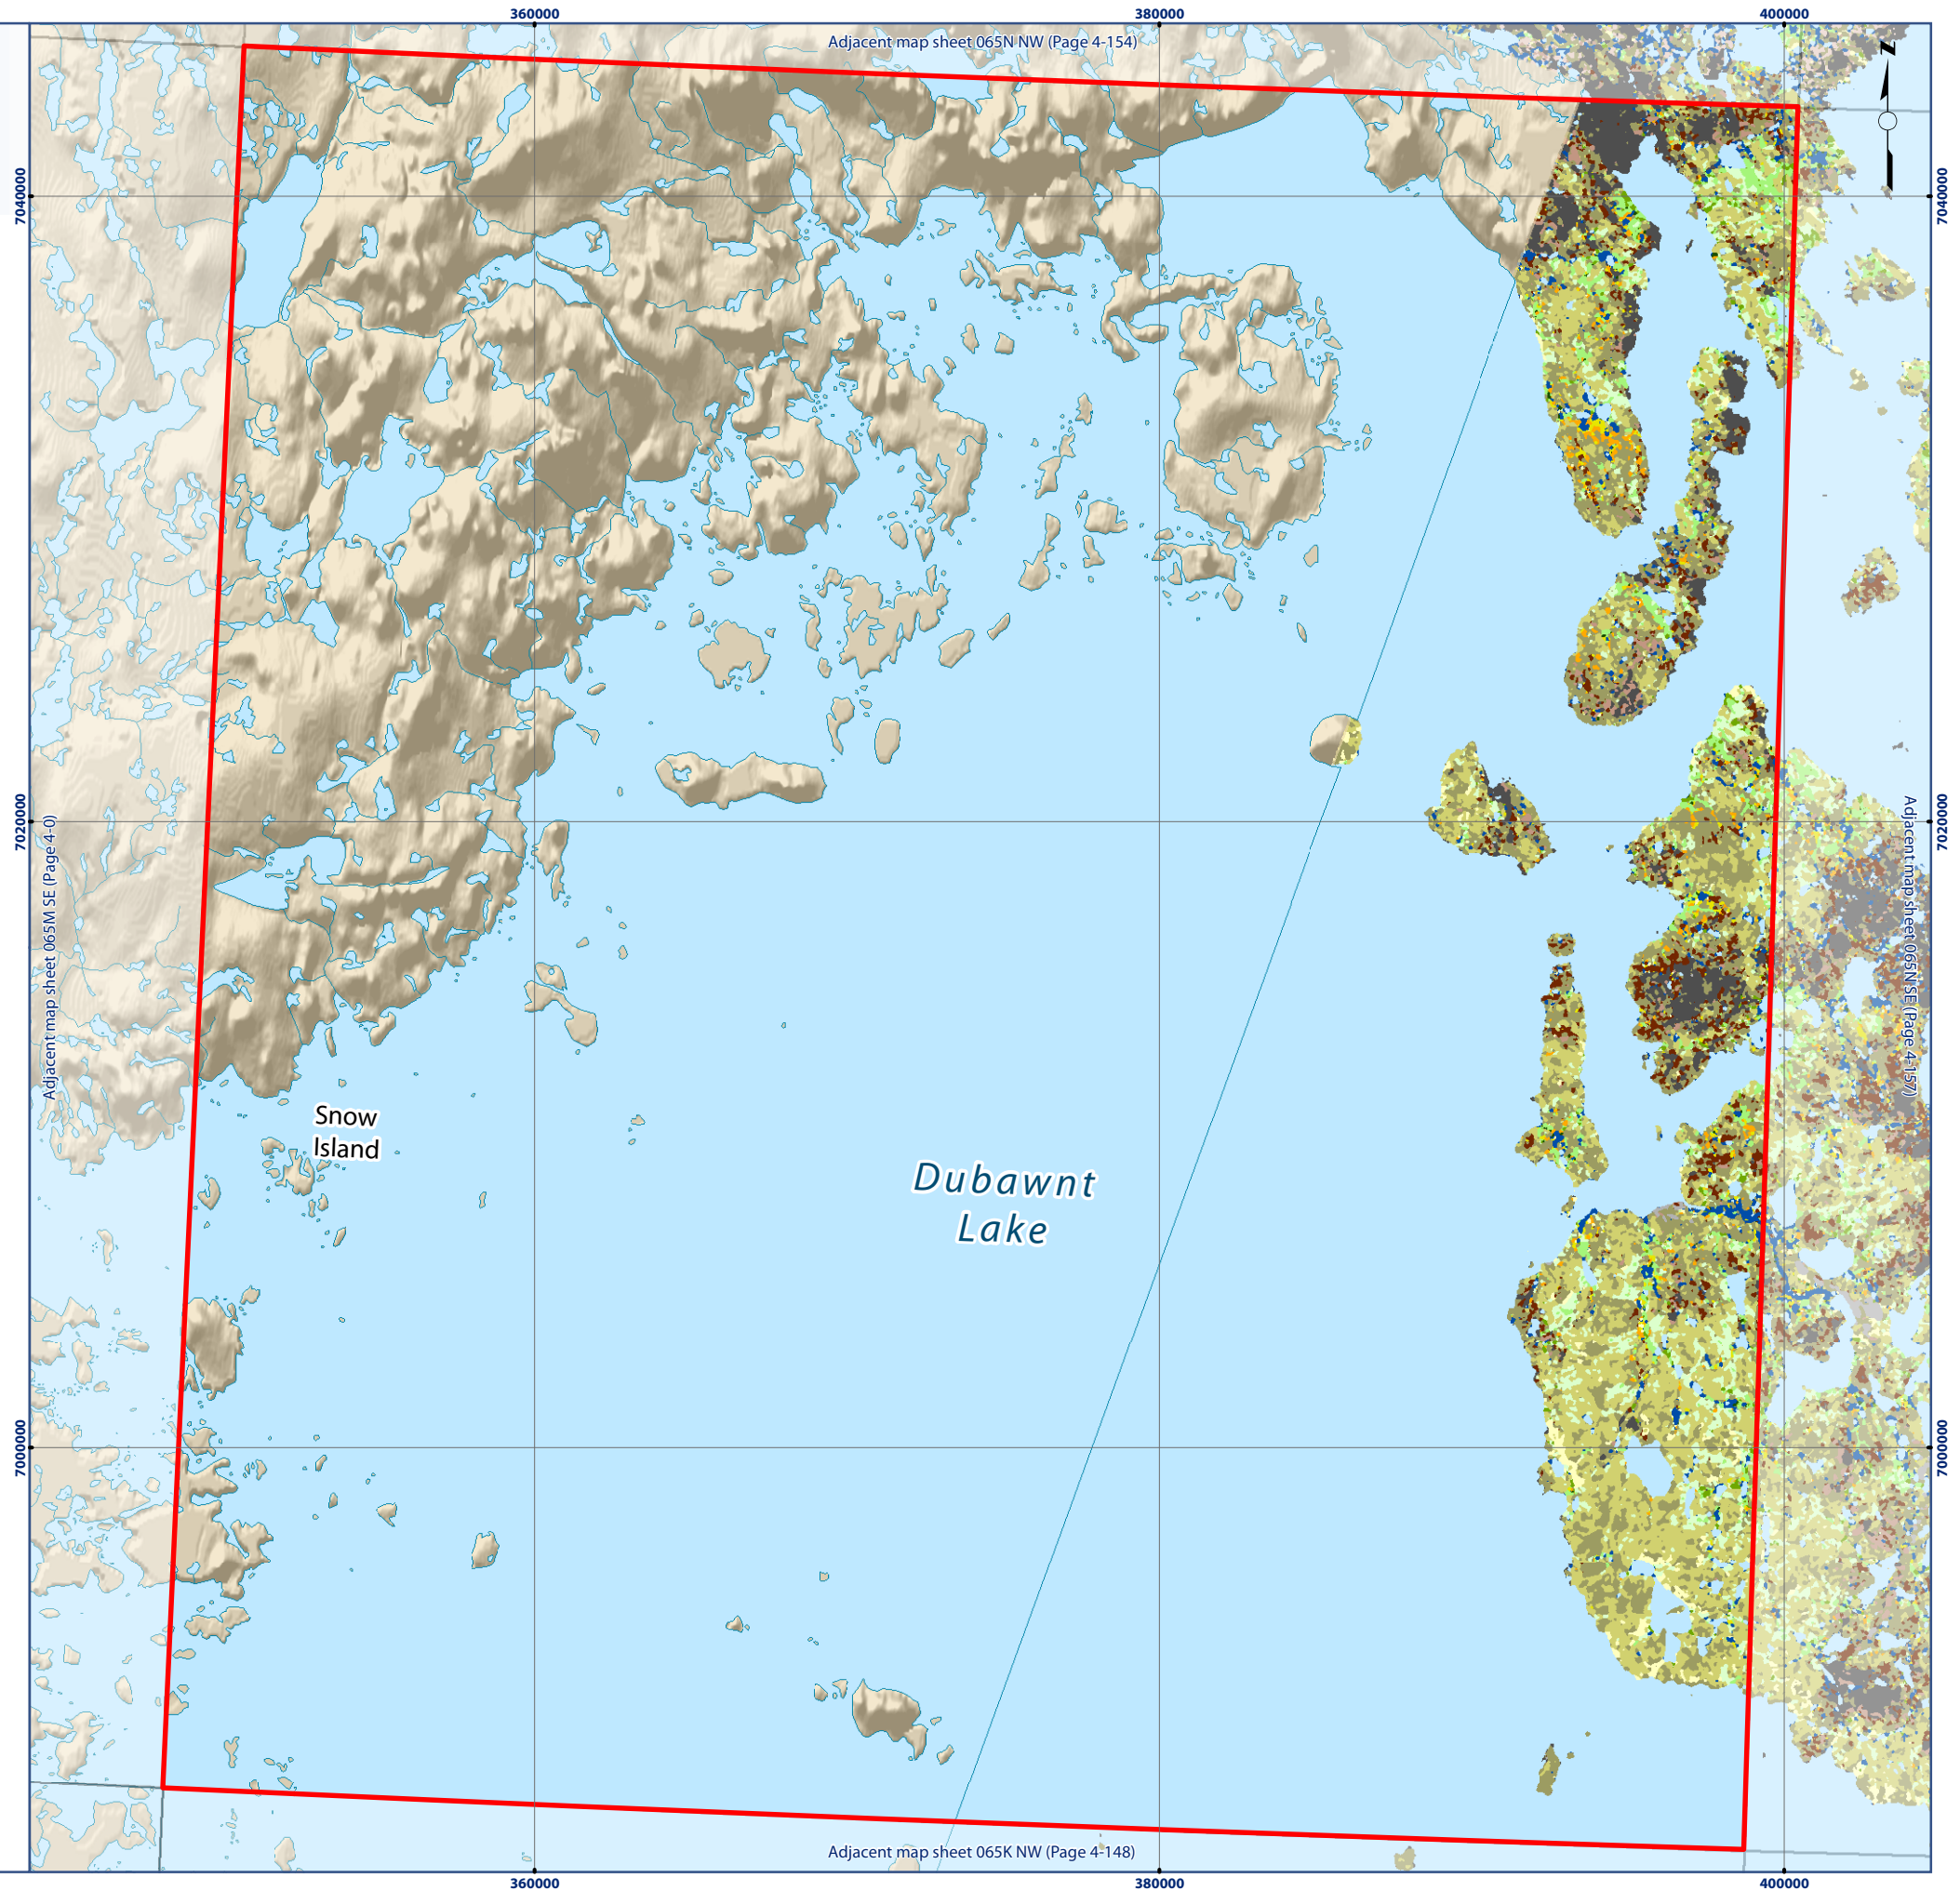 360000
380000
400000
Adjacent map sheet 065N NW (Page 4-154)
N
7040000
7040000
7020000
7020000
Adjacent map sheet 065M SE (Page 4-0)
Adjacent map sheet 065N SE (Page 4-157)
Snow
Island
Dubawnt
Lake
7000000
7000000
Adjacent map sheet 065K NW (Page 4-148)
360000
380000
400000